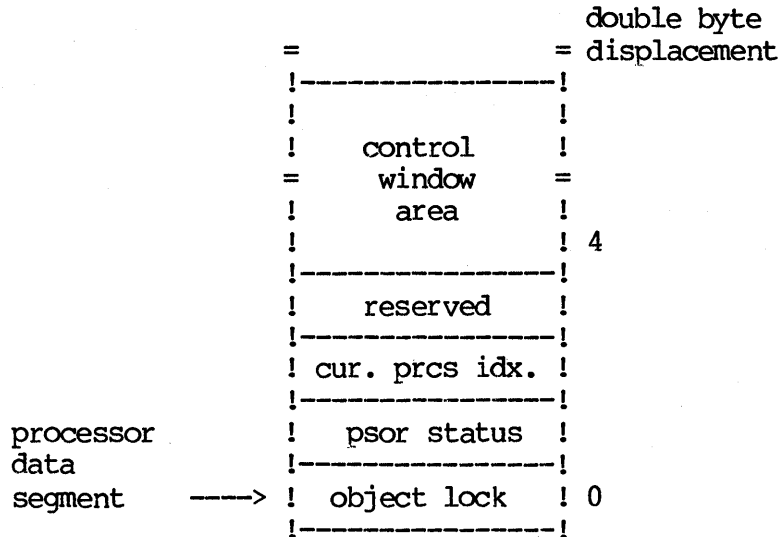 double byte
= = displacement
!------------------!
! !
! control !
= window =
! area !
! ! 4
!------------------!
! reserved !
!------------------!
! cur. prcs idx. !
!------------------!
processor ! psor status !
data !------------------!
segment ----> ! object lock ! 0
!------------------!